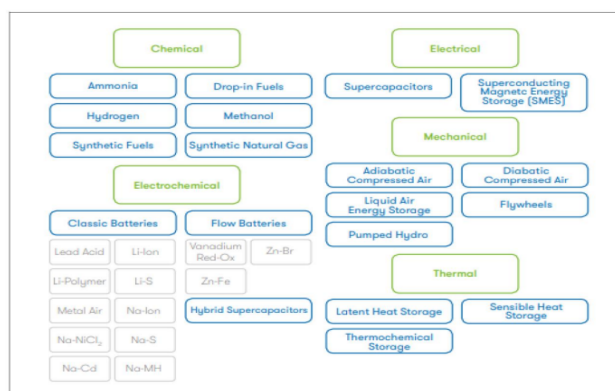 Chemical
Ammonia
Drop-in Fuels
Hydrogen
Methanol
Synthetic Fuels
Synthetic Natural Gas
Electrochemical
Classic Batteries
Flow Batteries
Lead Acid
Li-Ion
Vanadium
Red-Ox
Zn-Br
Li-Polymer
Li-S
Zn-Fe
Metal Air
Na-Ion
Hybrid Supercapacitors
Na-NiCl₂
Na-S
Na-Cd
Na-MH
Electrical
Supercapacitors
Superconducting
Magnetc Energy
Storage (SMES)
Mechanical
Adiabatic
Compressed Air
Diabatic
Compressed Air
Liquid Air
Energy Storage
Flywheels
Pumped Hydro
Thermal
Latent Heat Storage
Sensible Heat
Storage
Thermochemical
Storage